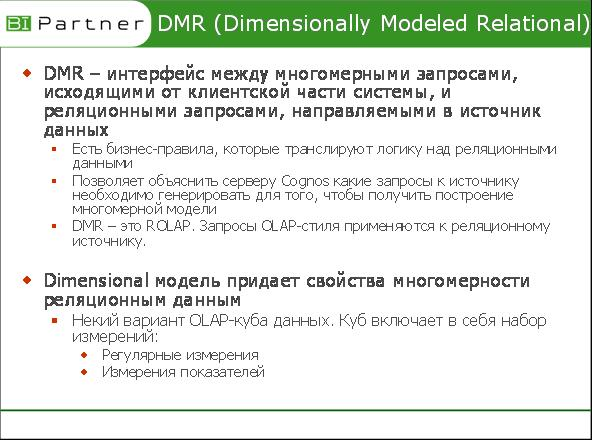 BI Partner DMR (Dimensionally Modeled Relational)
DMR – интерфейс между многомерными запросами,
исходящими от клиентской части системы, и
реляционными запросами, направляемыми в источник
данных
Есть бизнес-правила, которые транслируют логику над реляционными
данными
Позволяет объяснить серверу Cognos какие запросы к источнику
необходимо генерировать для того, чтобы получить построение
многомерной модели
DMR – это ROLAP. Запросы OLAP-стиля применяются к реляционному
источнику.
Dimensional модель придает свойства многомерности
реляционным данным
Некий вариант OLAP-куба данных. Куб включает в себя набор
измерений:
Регулярные измерения
Измерения показателей